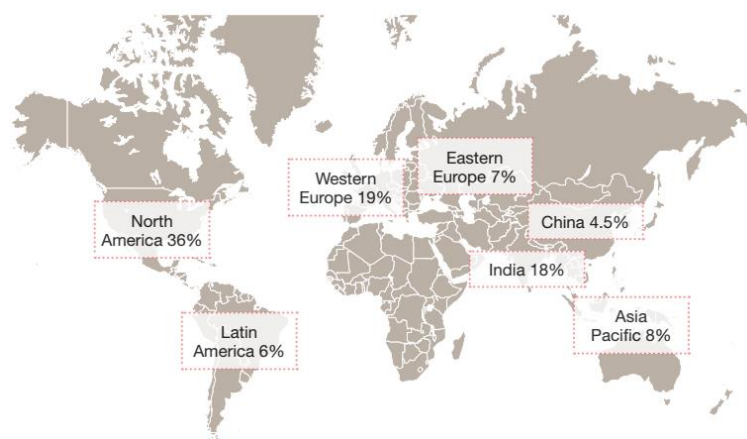 Eastern
Europe 7%
Western
Europe 19%
North
America 36%
China 4.5%
India 18%
Latin
America 6%
Asia
Pacific 8%